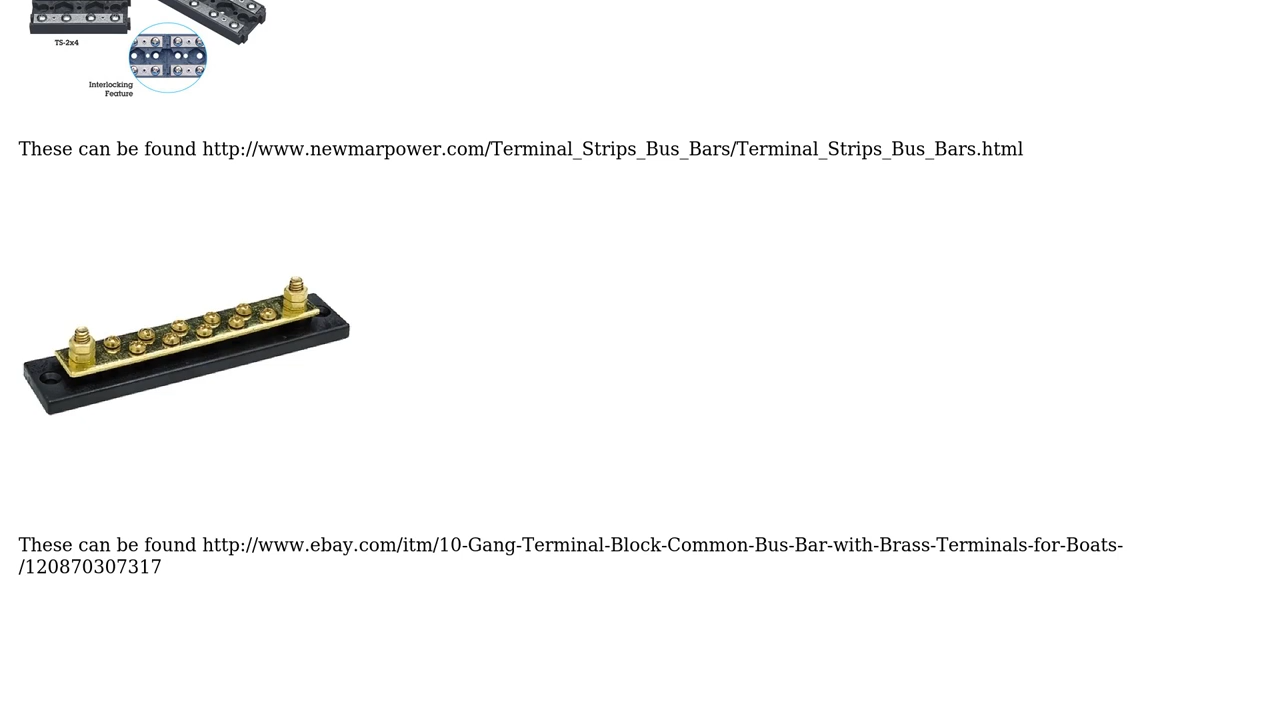 TS-2x4
Interlocking
Feature
These can be found http://www.newmarpower.com/Terminal_Strips_Bus_Bars/Terminal_Strips_Bus_Bars.html
These can be found http://www.ebay.com/itm/10-Gang-Terminal-Block-Common-Bus-Bar-with-Brass-Terminals-for-Boats-
/120870307317